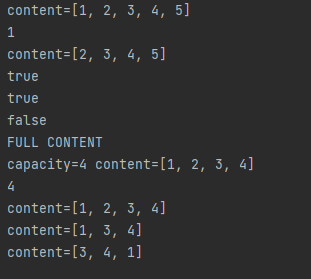 content=[1, 2, 3, 4, 5]
1
content=[2, 3, 4, 5]
true
true
false
FULL CONTENT
capacity=4 content=[1, 2, 3, 4]
4
content=[1, 2, 3, 4]
content=[1, 3, 4]
content=[3, 4, 1]